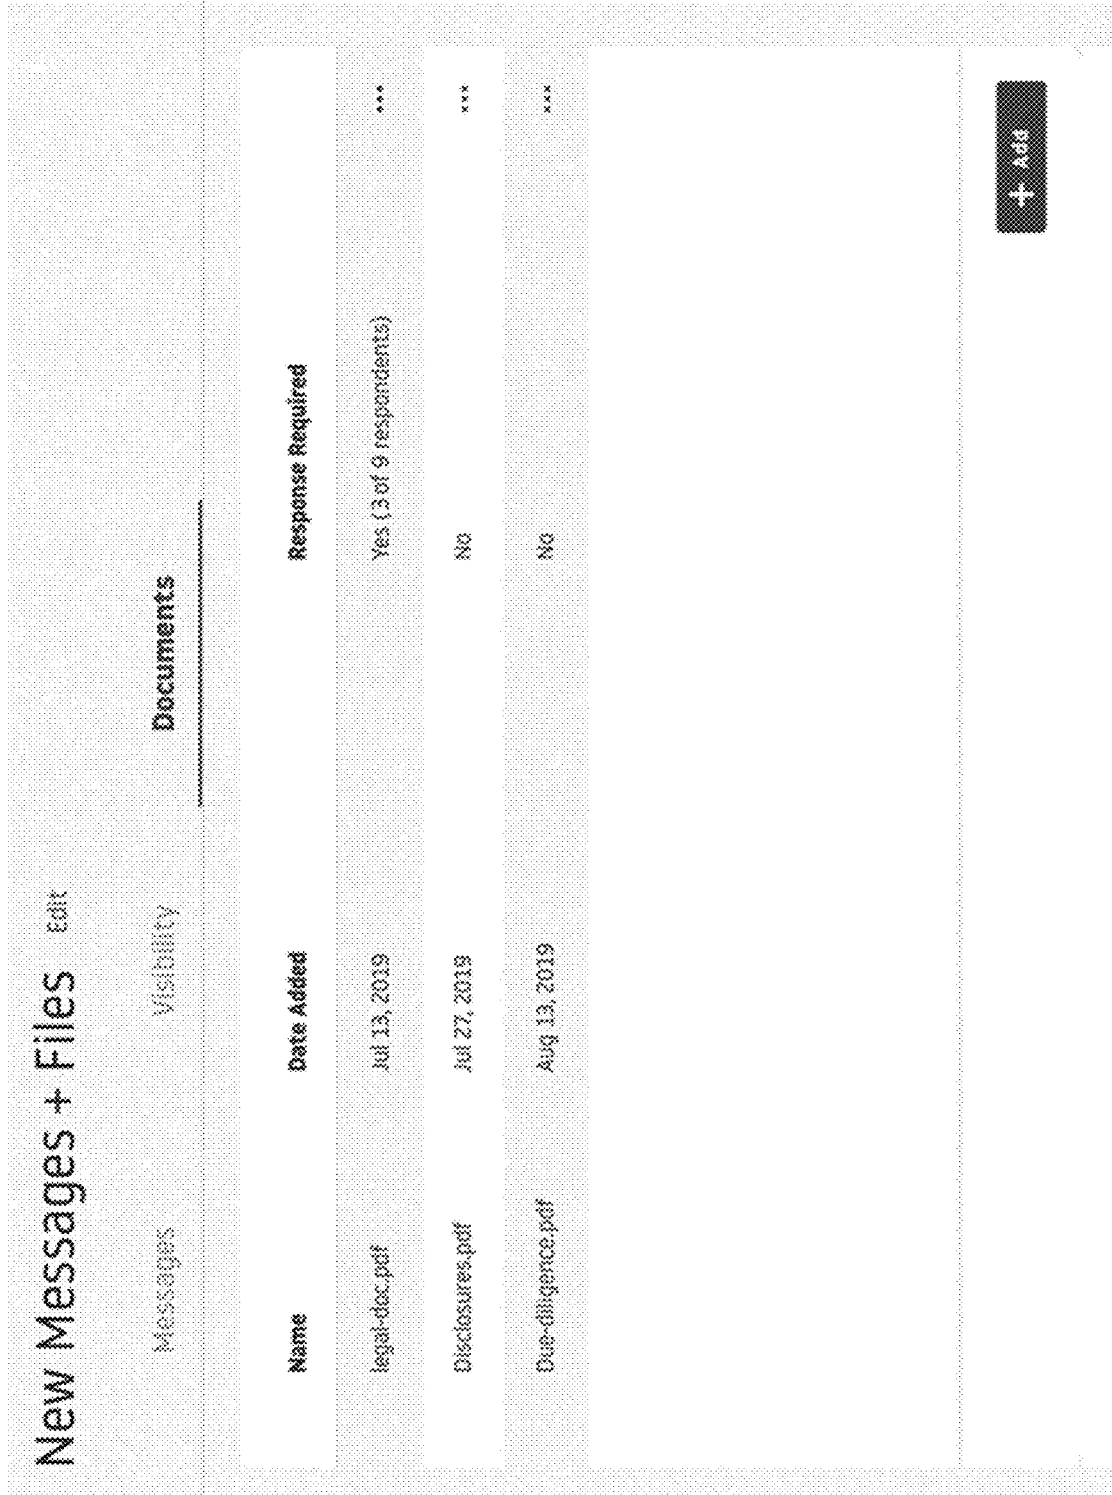 New Messages + Files Edit
Messages Visibility Documents
Name Date Added Response Required
legal-doc.pdf Jul 13, 2019 Yes (3 of 9 respondents) •••
Disclosures.pdf Jul 27, 2019 No •••
Due-diligence.pdf Aug 13, 2019 No •••
+ Add